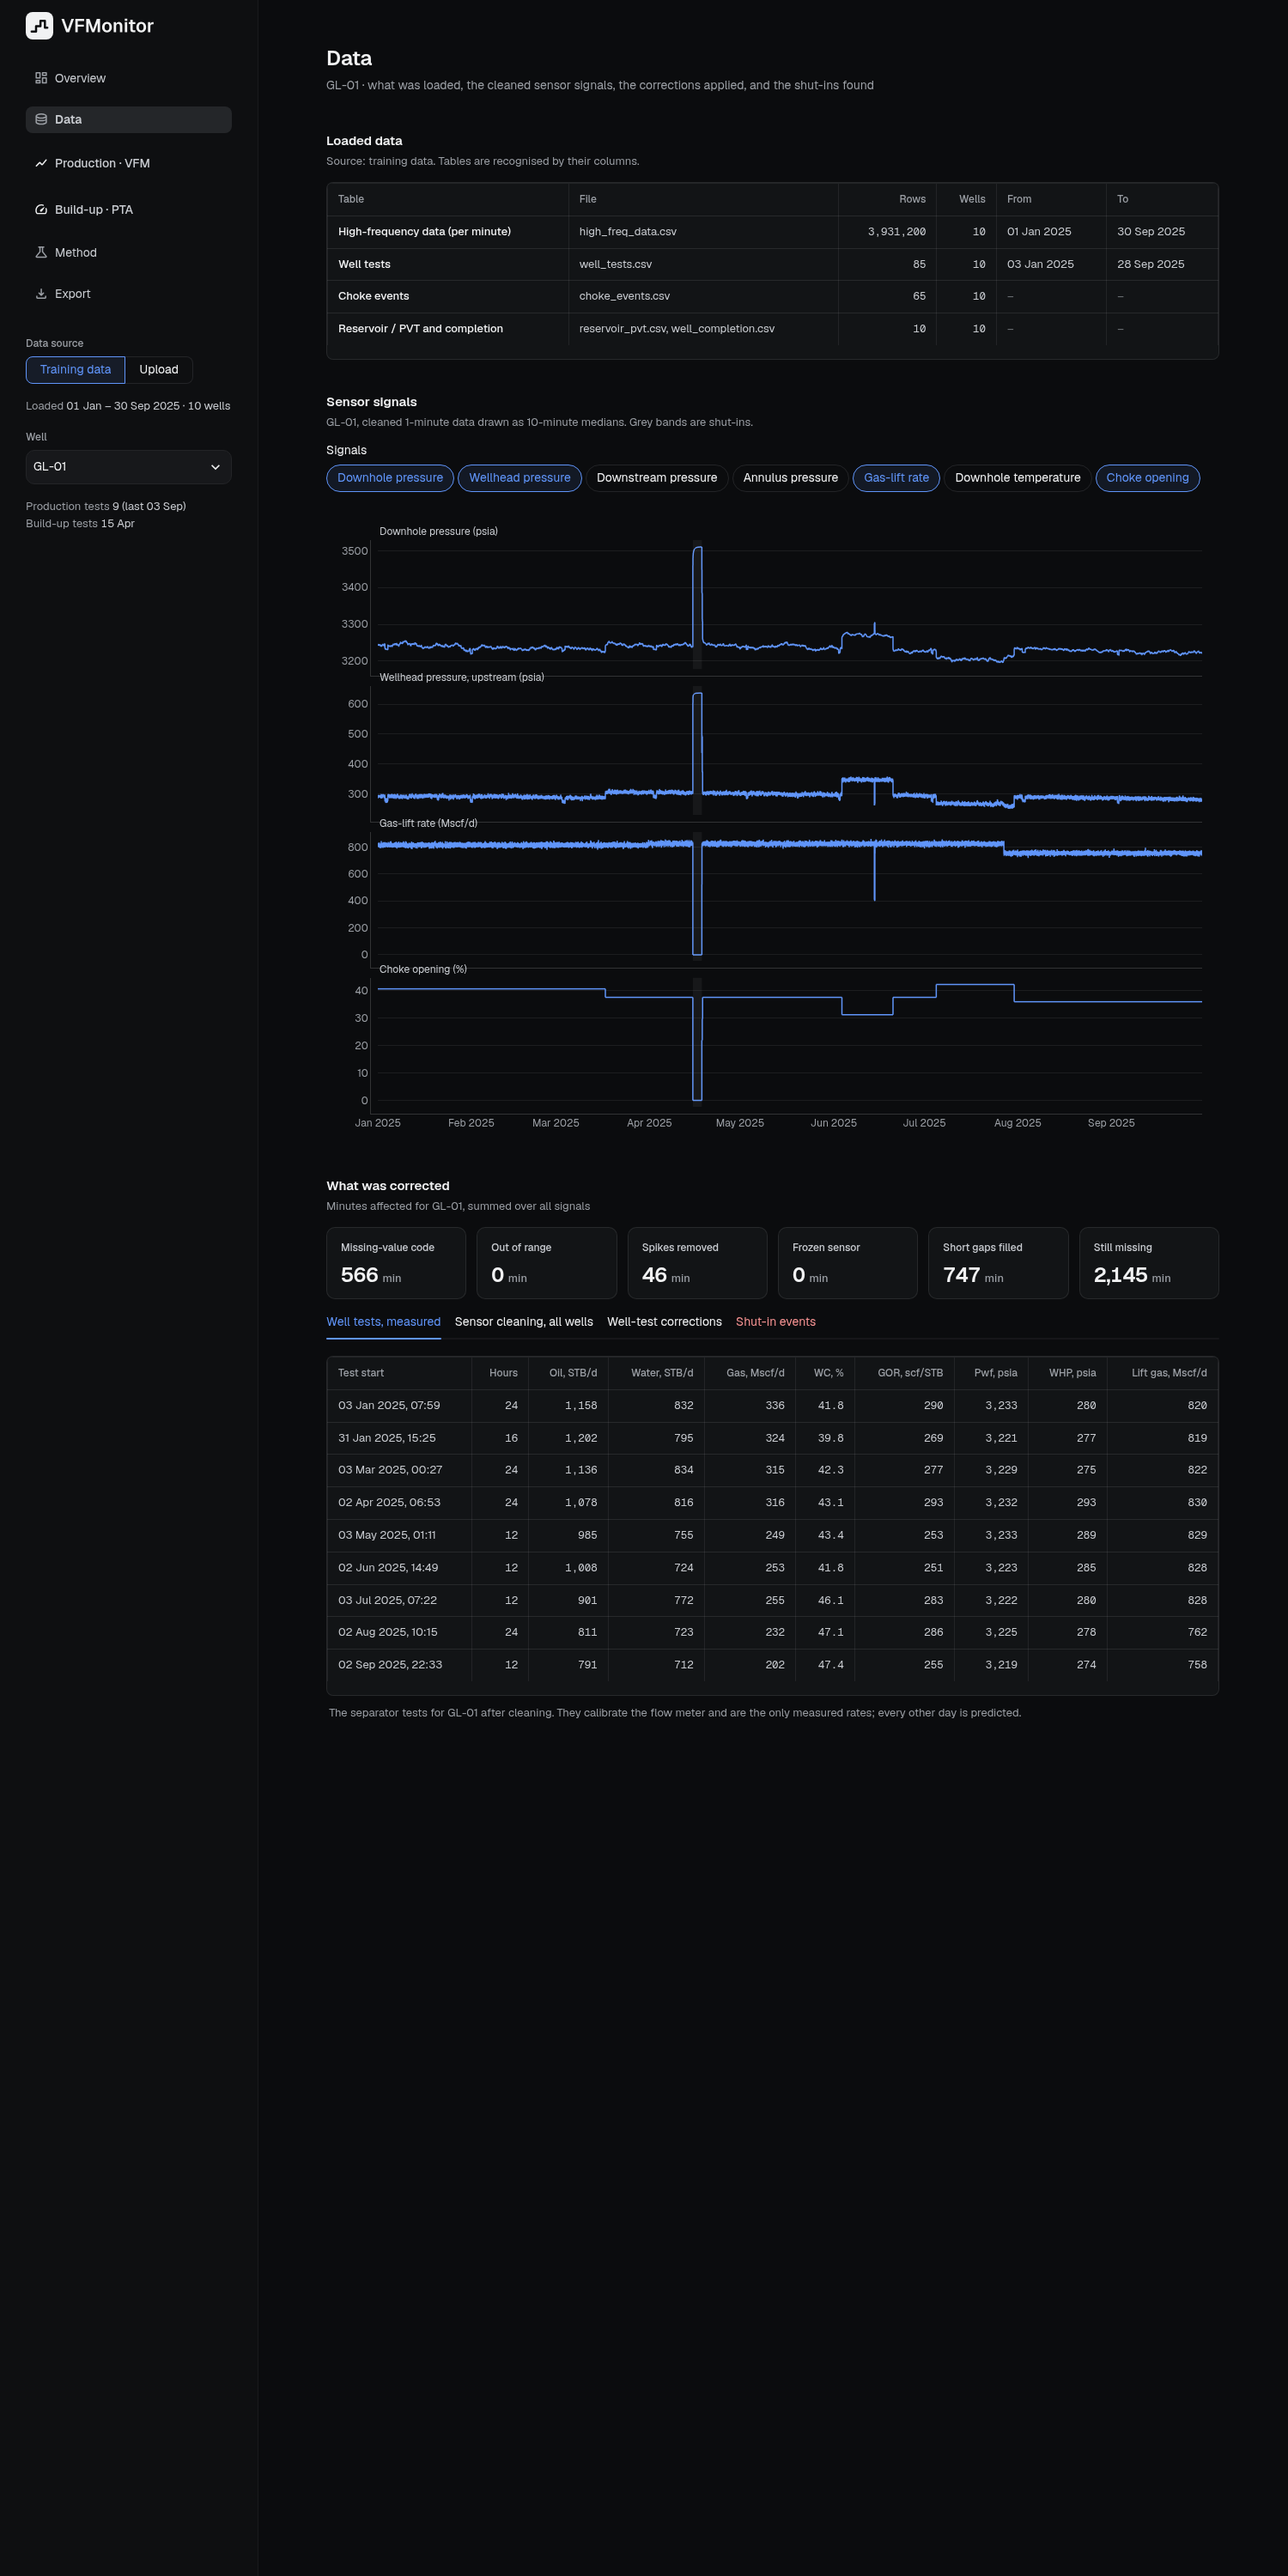 VFMonitor
Overview
Data
Production · VFM
Build-up · PTA
Method
Export
Data source
Training data Upload
Loaded 01 Jan – 30 Sep 2025 · 10 wells
Well
GL-01
Production tests 9 (last 03 Sep)
Build-up tests 15 Apr
Data
GL-01 · what was loaded, the cleaned sensor signals, the corrections applied, and the shut-ins found
Loaded data
Source: training data. Tables are recognised by their columns.
Table File Rows Wells From To
High-frequency data (per minute) high_freq_data.csv 3,931,200 10 01 Jan 2025 30 Sep 2025
Well tests well_tests.csv 85 10 03 Jan 2025 28 Sep 2025
Choke events choke_events.csv 65 10 – –
Reservoir / PVT and completion reservoir_pvt.csv, well_completion.csv 10 10 – –
Sensor signals
GL-01, cleaned 1-minute data drawn as 10-minute medians. Grey bands are shut-ins.
Signals
Downhole pressure Wellhead pressure Downstream pressure Annulus pressure Gas-lift rate Downhole temperature Choke opening
Downhole pressure (psia)
3500
3400
3300
3200
Wellhead pressure, upstream (psia)
600
500
400
300
Gas-lift rate (Mscf/d)
800
600
400
200
0
Choke opening (%)
40
30
20
10
0
Jan 2025 Feb 2025 Mar 2025 Apr 2025 May 2025 Jun 2025 Jul 2025 Aug 2025 Sep 2025
What was corrected
Minutes affected for GL-01, summed over all signals
Missing-value code Out of range Spikes removed Frozen sensor Short gaps filled Still missing
566 min 0 min 46 min 0 min 747 min 2,145 min
Well tests, measured Sensor cleaning, all wells Well-test corrections Shut-in events
Test start Hours Oil, STB/d Water, STB/d Gas, Mscf/d WC, % GOR, scf/STB Pwf, psia WHP, psia Lift gas, Mscf/d
03 Jan 2025, 07:59 24 1,158 832 336 41.8 290 3,233 280 820
31 Jan 2025, 15:25 16 1,202 795 324 39.8 269 3,221 277 819
03 Mar 2025, 00:27 24 1,136 834 315 42.3 277 3,229 275 822
02 Apr 2025, 06:53 24 1,078 816 316 43.1 293 3,232 293 830
03 May 2025, 01:11 12 985 755 249 43.4 253 3,233 289 829
02 Jun 2025, 14:49 12 1,008 724 253 41.8 251 3,223 285 828
03 Jul 2025, 07:22 12 901 772 255 46.1 283 3,222 280 828
02 Aug 2025, 10:15 24 811 723 232 47.1 286 3,225 278 762
02 Sep 2025, 22:33 12 791 712 202 47.4 255 3,219 274 758
The separator tests for GL-01 after cleaning. They calibrate the flow meter and are the only measured rates; every other day is predicted.